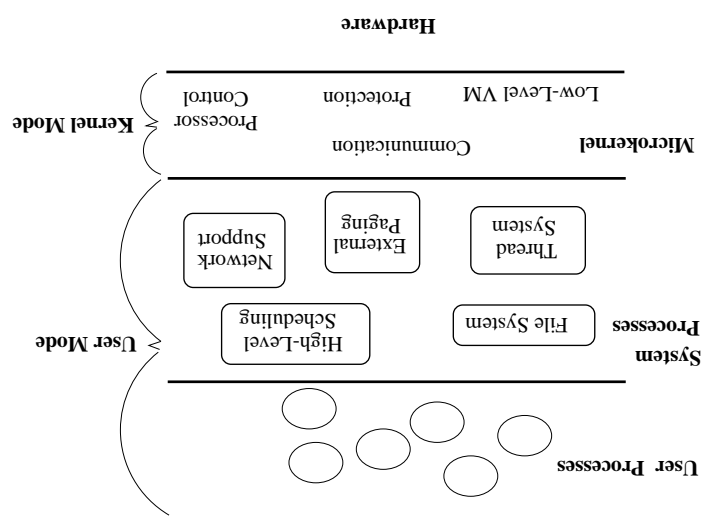 User Processes
System
Processes
File System
High-Level
Scheduling
User Mode
Thread
System
External
Paging
Network
Support
Microkernel
Communication
Low-Level VM
Protection
Processor
Control
Kernel Mode
Hardware